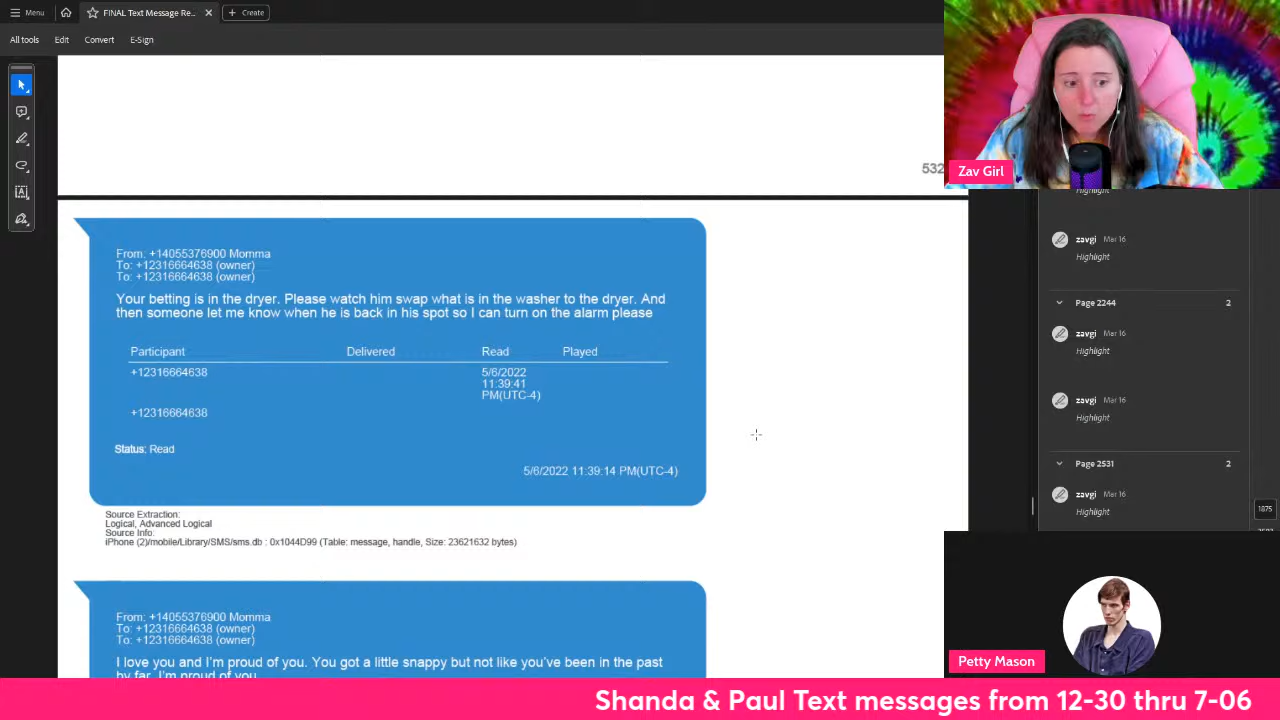 Menu
FINAL Text Message Re...
Create
All tools
Edit
Convert
E-Sign
532
From: +14055376900 Momma
To: +12316664638 (owner)
To: +12316664638 (owner)
Your betting is in the dryer. Please watch him swap what is in the washer to the dryer. And
then someone let me know when he is back in his spot so I can turn on the alarm please
Participant Delivered Read Played
+12316664638 5/6/2022
11:39:41
PM(UTC-4)
+12316664638
Status: Read
5/6/2022 11:39:14 PM(UTC-4)
Source Extraction:
Logical, Advanced Logical
Source Info:
iPhone (2)/mobile/Library/SMS/sms.db : 0x1044D99 (Table: message, handle, Size: 23621632 bytes)
From: +14055376900 Momma
To: +12316664638 (owner)
To: +12316664638 (owner)
I love you and I'm proud of you. You got a little snappy but not like you've been in the past
by far. I'm proud of you
Zav Girl
Highlight
zavgi Mar 16
Highlight
Page 2244 2
zavgi Mar 16
Highlight
zavgi Mar 16
Highlight
Page 2531 2
zavgi Mar 16
Highlight
1875
Petty Mason
Shanda & Paul Text messages from 12-30 thru 7-06